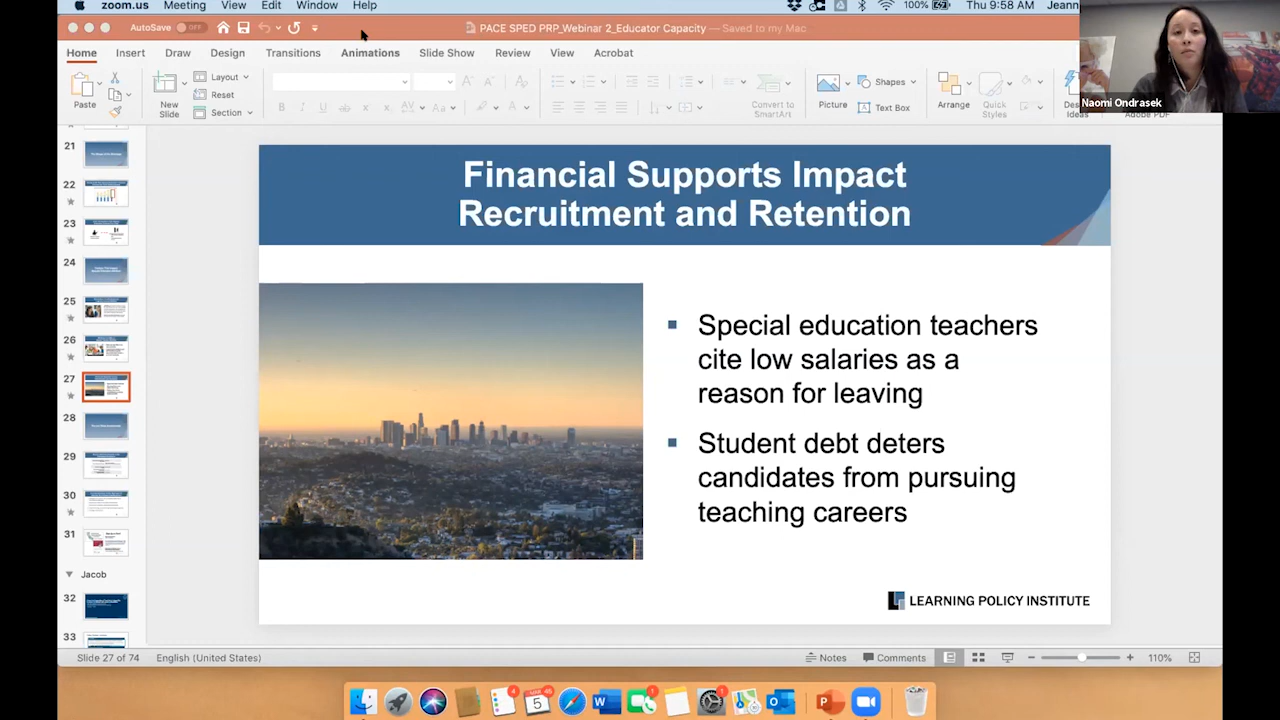 zoom.us Meeting View Edit Window Help 100% Thu 9:58 AM Jeann
AutoSave OFF PACE SPED PRP_Webinar 2_Educator Capacity — Saved to my Mac
Home Insert Draw Design Transitions Animations Slide Show Review View Acrobat
Paste New Slide Layout Reset Section Convert to SmartArt Picture Shapes Text Box Arrange Quick Styles
Naomi Ondrasek
Adobe PDF
21
22
23
24
25
26
27
28
29
30
31
Jacob
32
33
Financial Supports Impact
Recruitment and Retention
Special education teachers
cite low salaries as a
reason for leaving
Student debt deters
candidates from pursuing
teaching careers
LEARNING POLICY INSTITUTE
Slide 27 of 74 English (United States) Notes Comments 110%